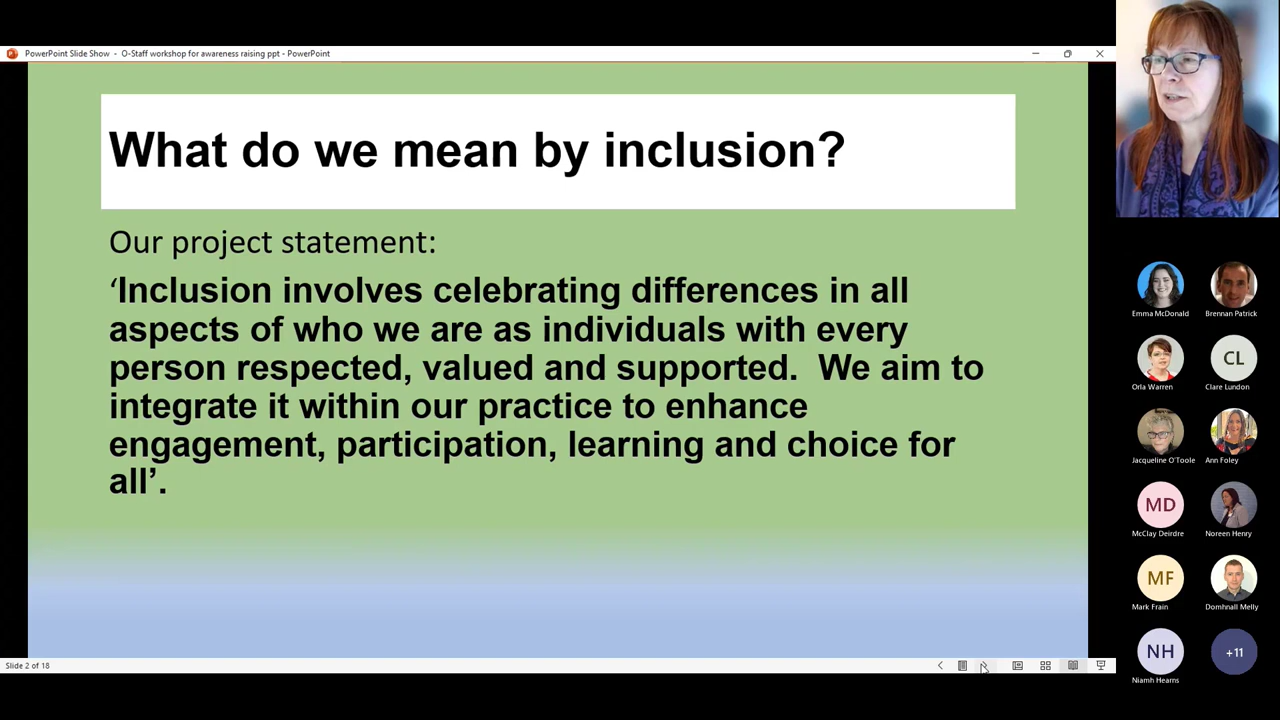 PowerPoint Slide Show - O-Staff workshop for awareness raising ppt - PowerPoint
What do we mean by inclusion?
Our project statement:
‘Inclusion involves celebrating differences in all
aspects of who we are as individuals with every
person respected, valued and supported.  We aim to
integrate it within our practice to enhance
engagement, participation, learning and choice for
all’.
Slide 2 of 18
Emma McDonald
Brennan Patrick
Orla Warren
CL
Clare Lundon
Jacqueline O'Toole
Ann Foley
MD
McClay Deirdre
Noreen Henry
MF
Mark Frain
Domhnall Melly
NH
Niamh Hearns
+11